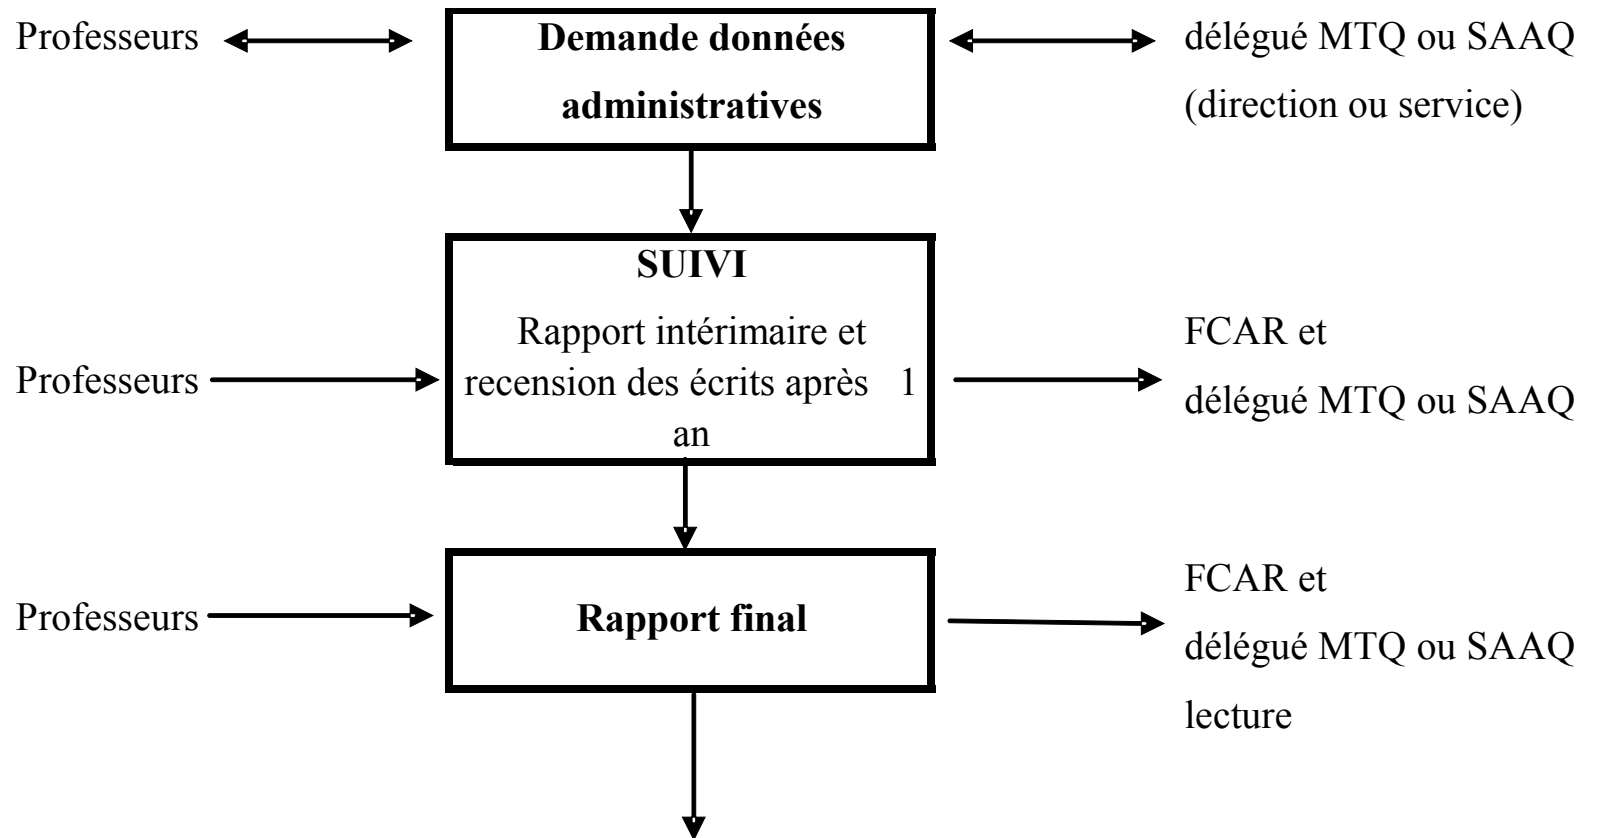 Professeurs
Demande données
administratives
délégué MTQ ou SAAQ
(direction ou service)
SUIVI
Rapport intérimaire et
recension des écrits après 1
an
Professeurs
FCAR et
délégué MTQ ou SAAQ
Professeurs
Rapport final
FCAR et
délégué MTQ ou SAAQ
lecture